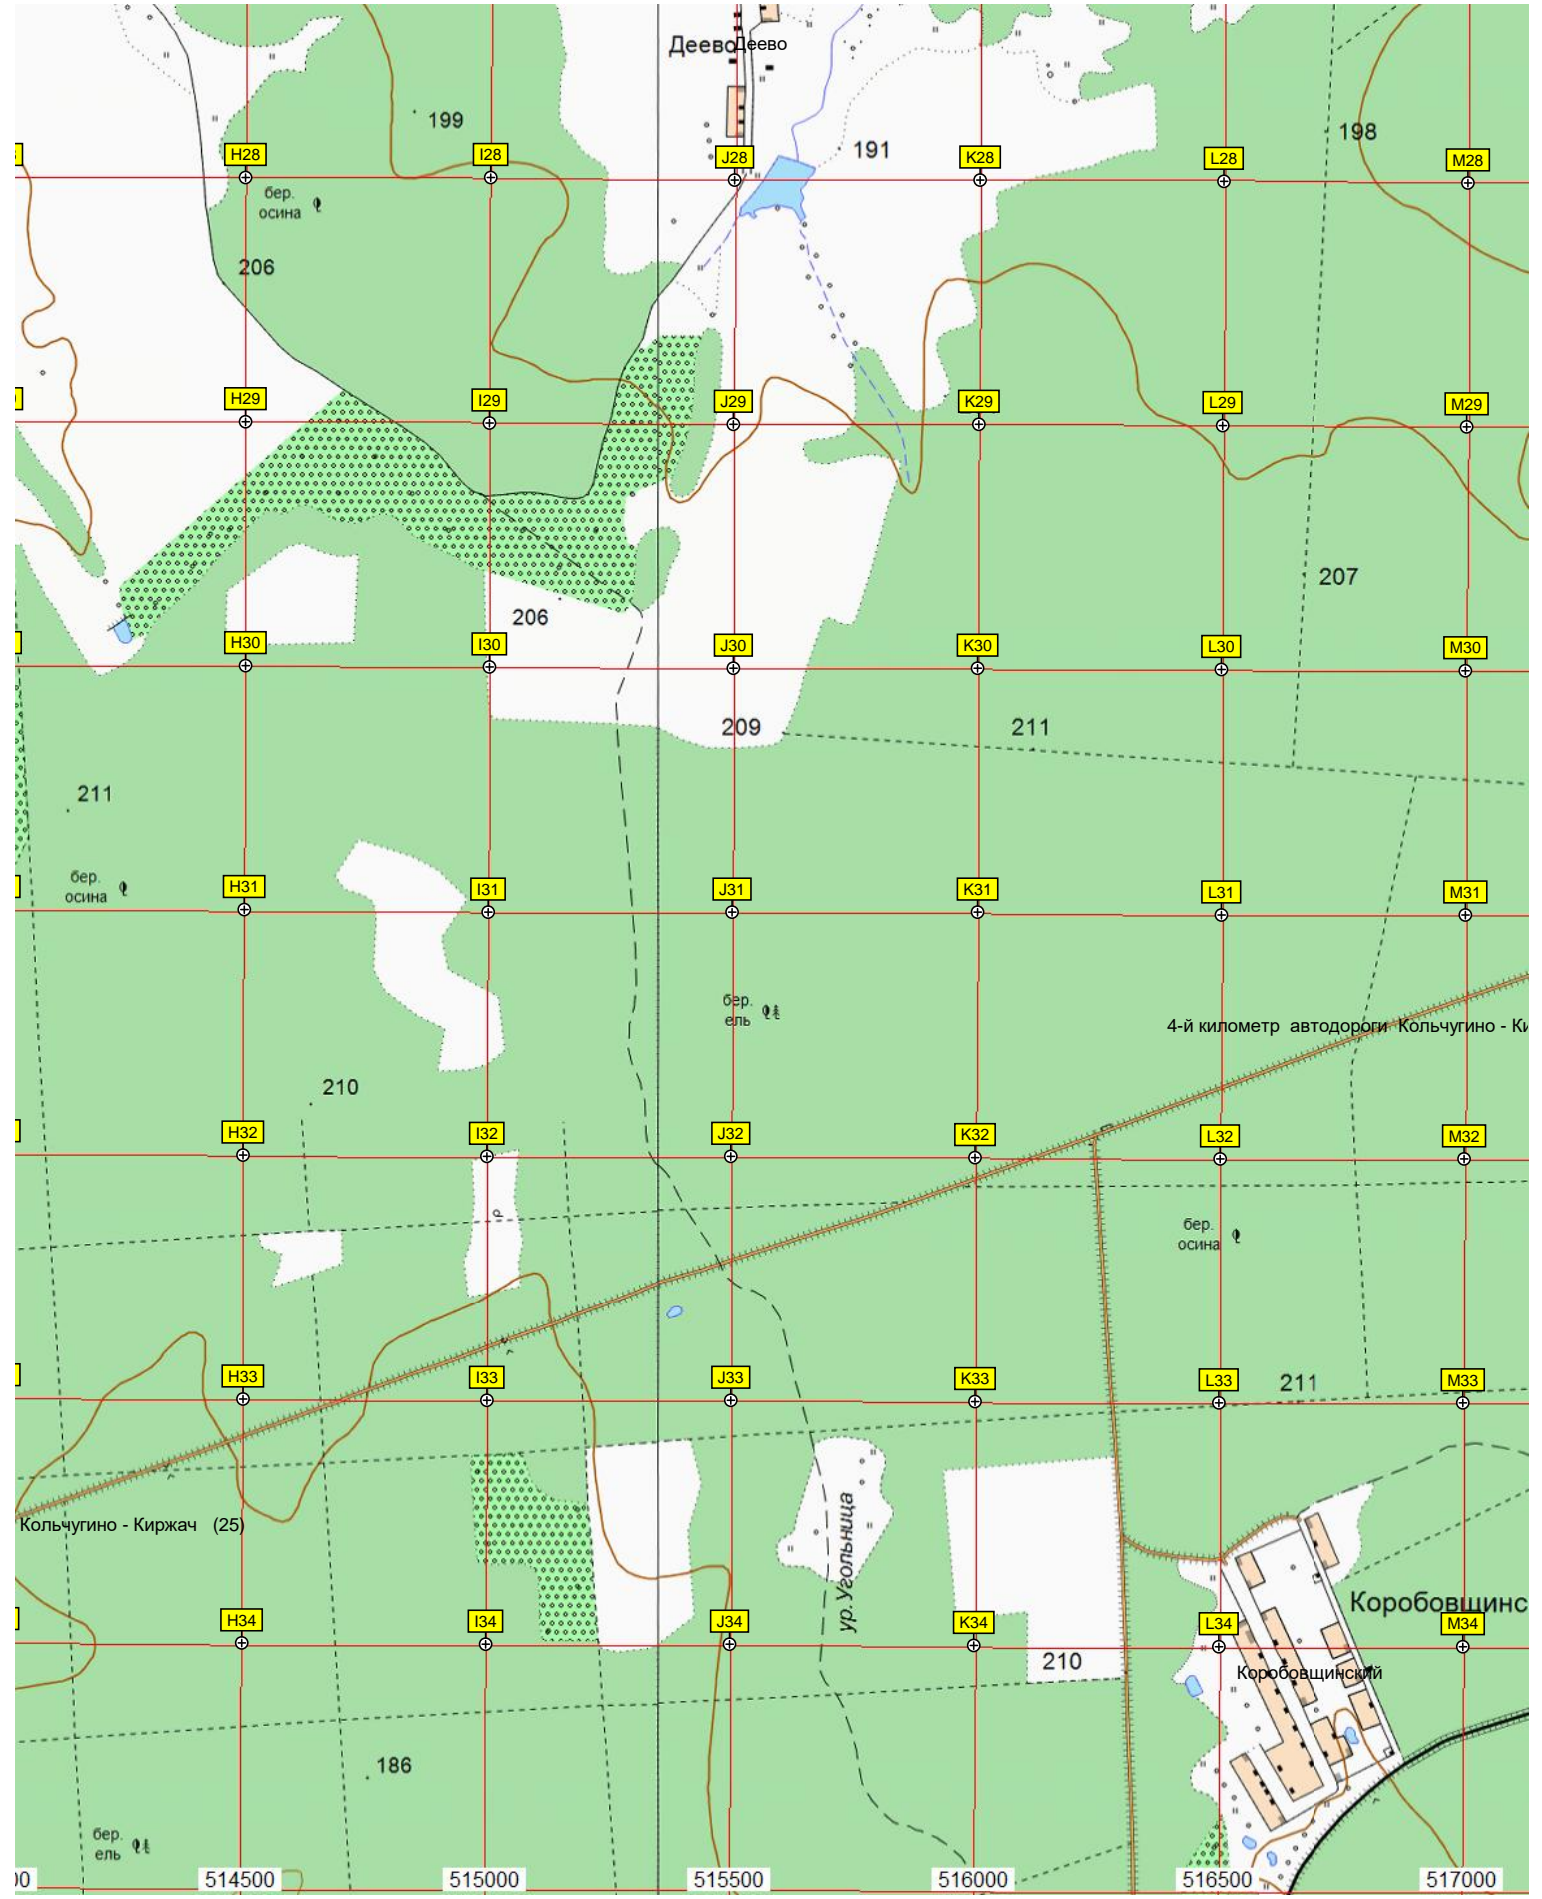 Деево
Деево
199
191
198
H28
I28
J28
K28
L28
M28
бер.
осина
206
H29
I29
J29
K29
L29
M29
207
206
H30
I30
J30
K30
L30
M30
209
211
211
бер.
осина
H31
I31
J31
K31
L31
M31
бер.
ель
4-й километр автодороги Кольчугино - Ки
210
H32
I32
J32
K32
L32
M32
бер.
осина
H33
I33
J33
K33
L33
211
M33
Кольчугино - Киржач (25)
ур.Угольница
Коробовщинс
H34
I34
J34
K34
L34
M34
210
Коробовщинский
186
бер.
ель
00
514500
515000
515500
516000
516500
517000